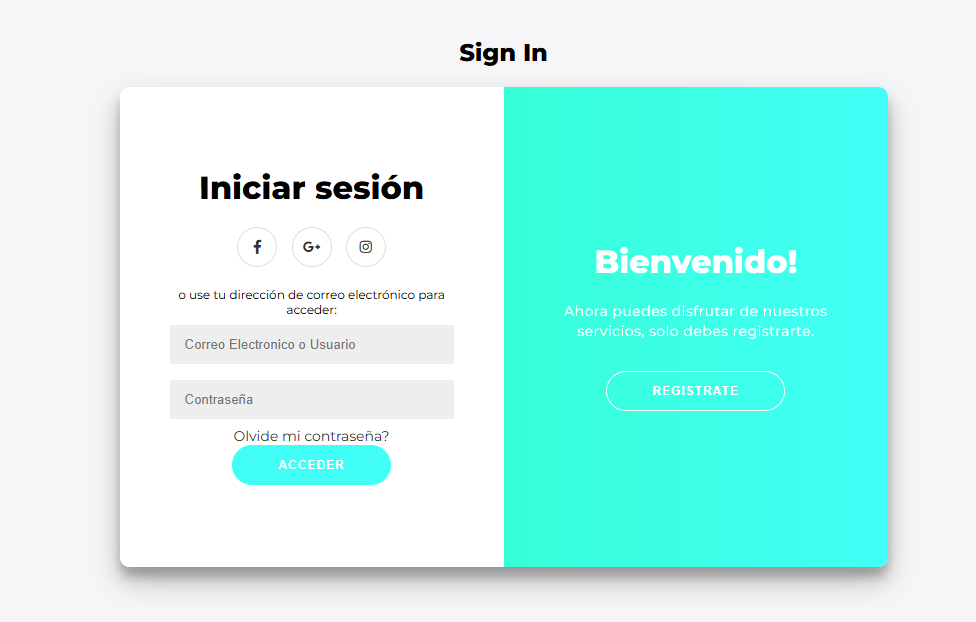 Sign In
Iniciar sesión
f
G+
o use tu dirección de correo electrónico para
acceder:
Correo Electronico o Usuario
Contraseña
Olvide mi contraseña?
ACCEDER
Bienvenido!
Ahora puedes disfrutar de nuestros
servicios, solo debes registrarte.
REGISTRATE